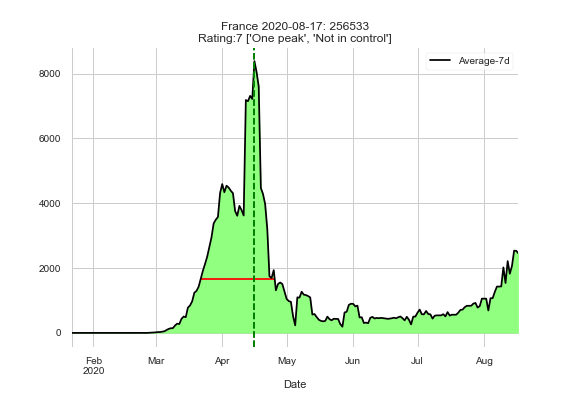 France 2020-08-17: 256533
Rating:7 ['One peak', 'Not in control']
Average-7d
8000
6000
4000
2000
0
Feb Mar Apr May Jun Jul Aug
2020
Date